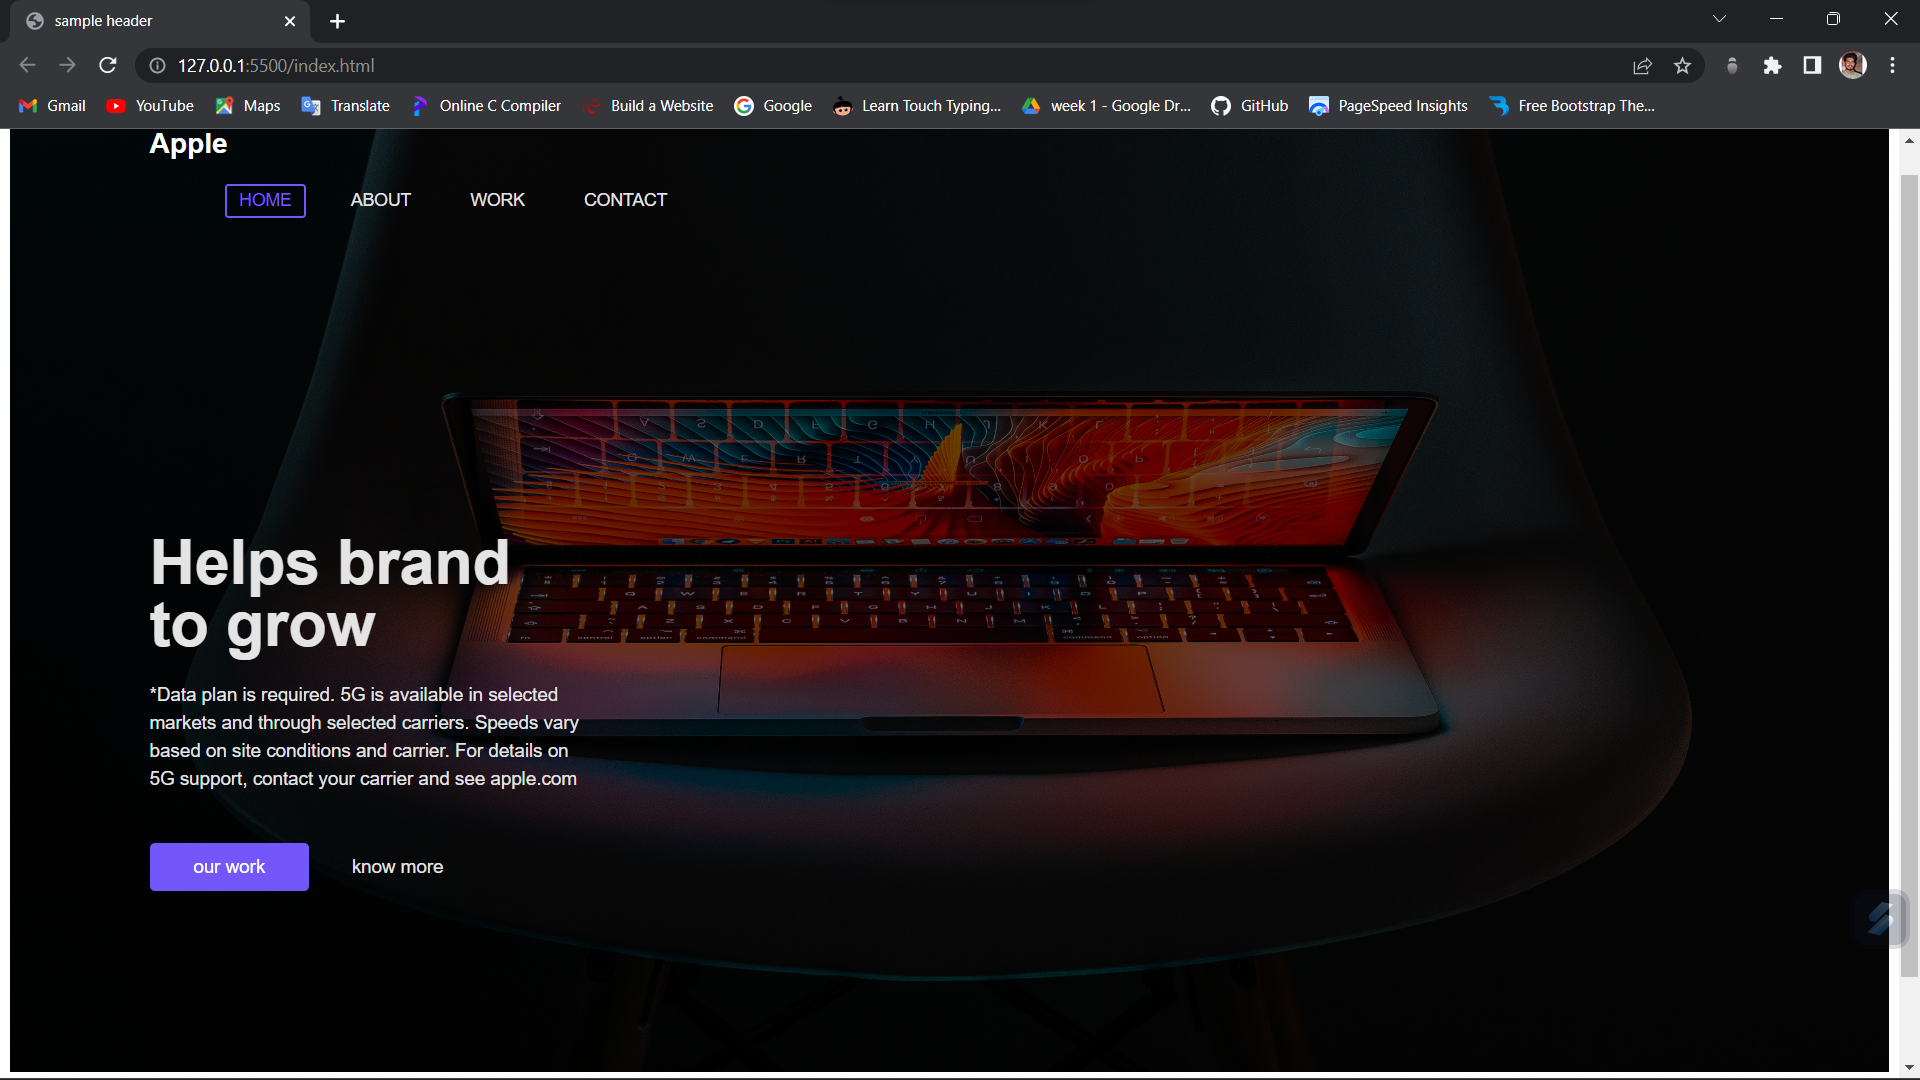 sample header
127.0.0.1:5500/index.html
Gmail YouTube Maps Translate Online C Compiler Build a Website Google Learn Touch Typing... week 1 - Google Dr... GitHub PageSpeed Insights Free Bootstrap The...
Apple
HOME ABOUT WORK CONTACT
Helps brand
to grow
*Data plan is required. 5G is available in selected
markets and through selected carriers. Speeds vary
based on site conditions and carrier. For details on
5G support, contact your carrier and see apple.com
our work know more